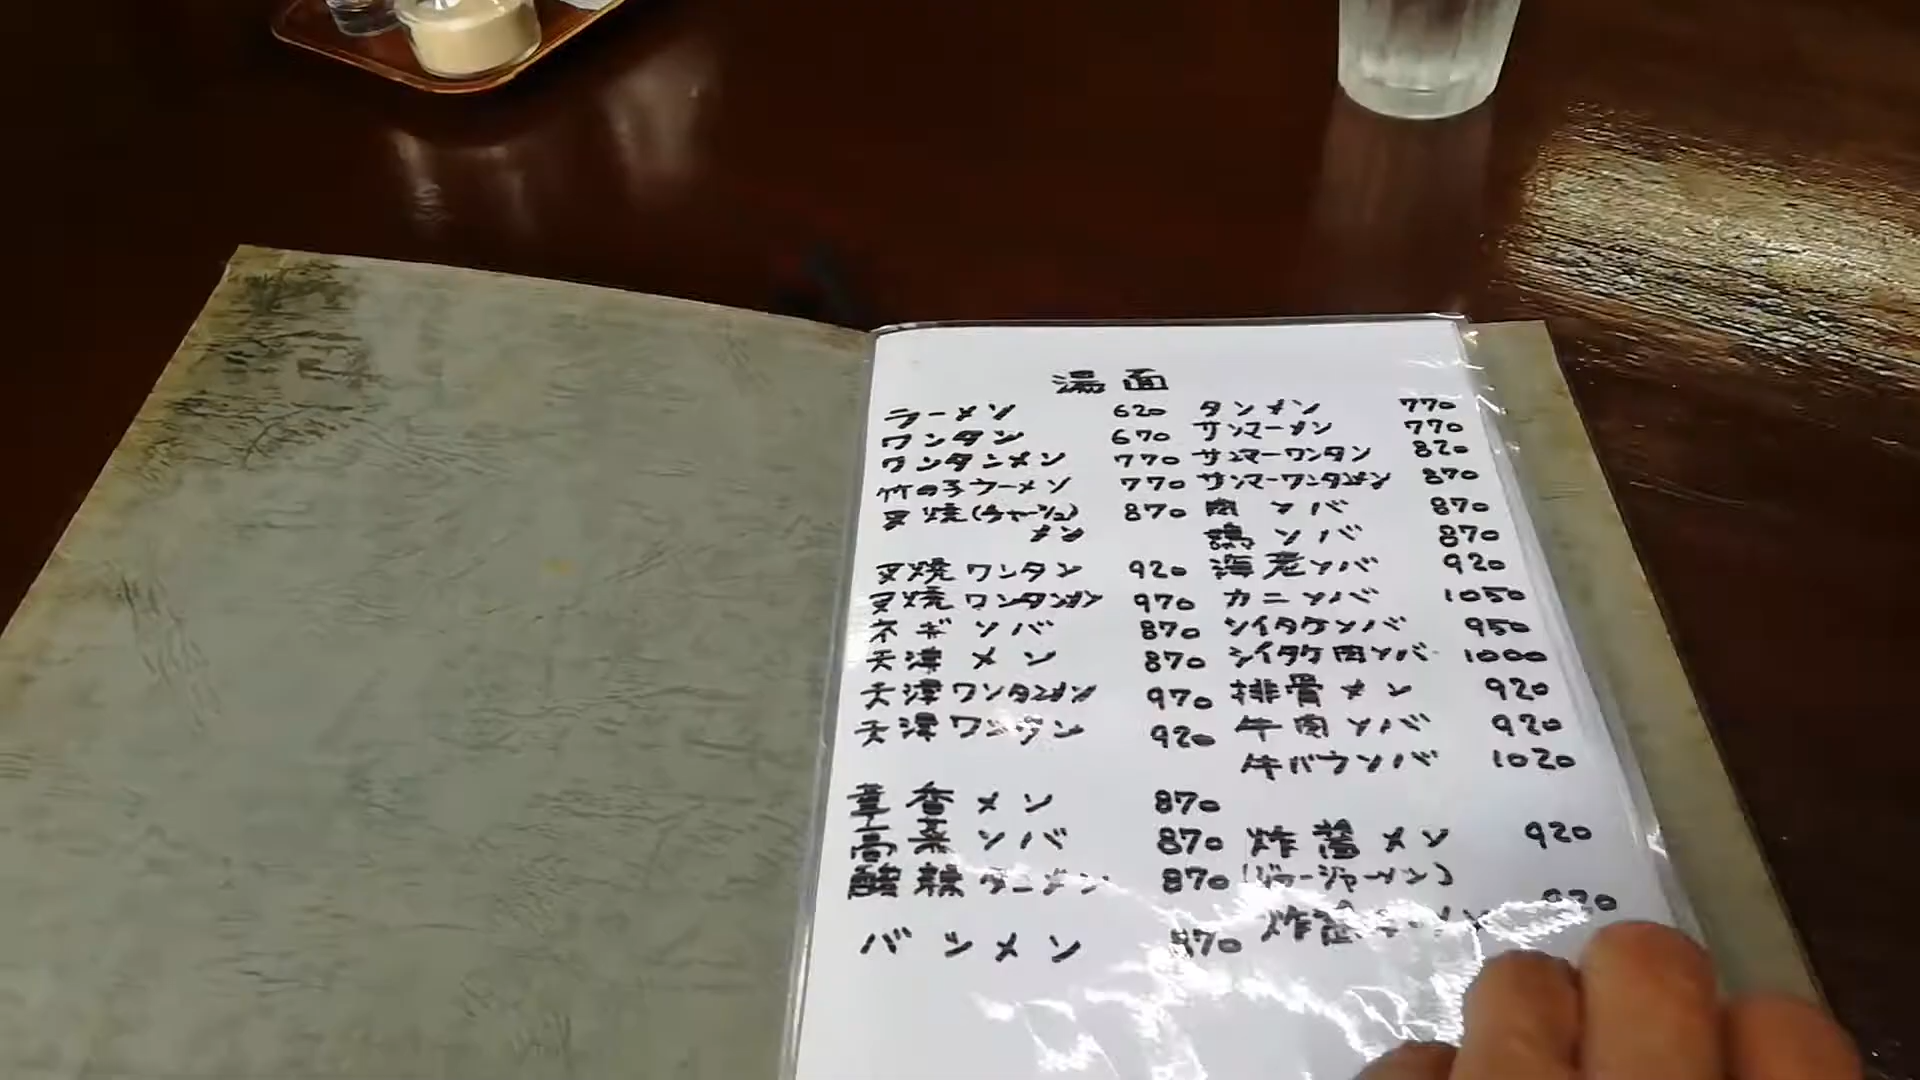 湯面
ラーメン 620
ワンタン 670
ワンタンメン 770
竹の子ラーメン 770
叉焼(チャーシュー) 870
メン
叉焼ワンタン 920
叉焼ワンタンメン 970
ネギソバ 870
天津メン 870
天津ワンタンメン 970
天津ワンタン 920
香メン 870
高菜ソバ 870
酸辣タンメン 870
バンメン 870
タンメン 770
サンマーメン 770
サンマーワンタン 820
サンマーワンタンメン 870
肉ソバ 870
鶏ソバ 870
海老ソバ 920
カニソバ 1050
シイタケソバ 950
シイタケ肉ソバ 1000
排骨メン 920
牛肉ソバ 920
牛バラソバ 1020
炸醤メン 920
(ジャージャーメン)